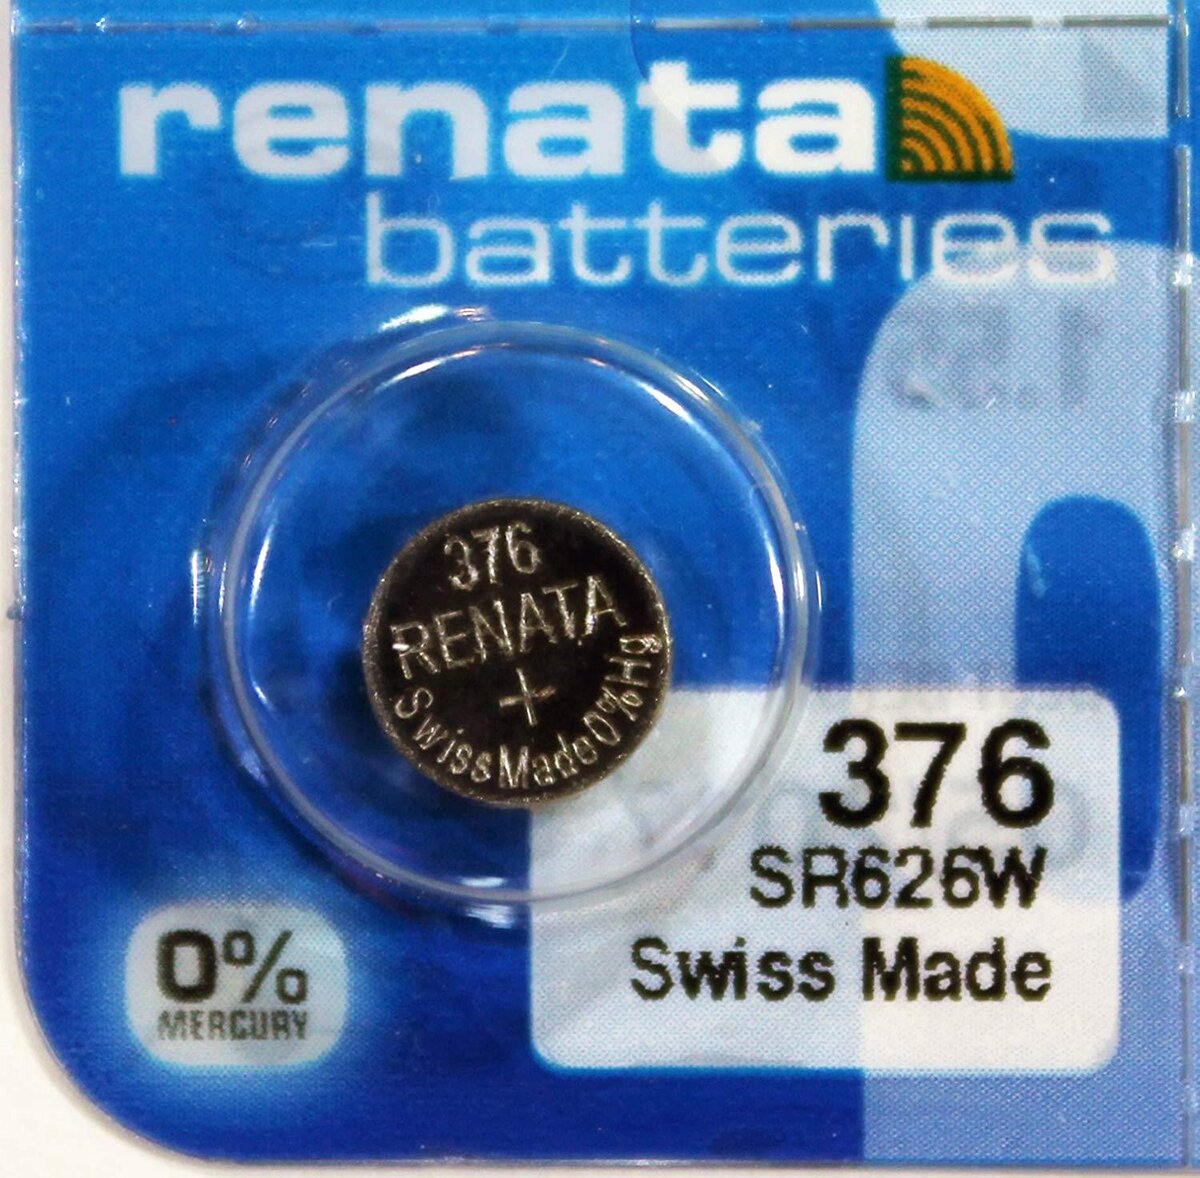 renata
batteries
376
RENATA
+
Swiss Made 0%Hg
376
SR626W
Swiss Made
0%
MERCURY